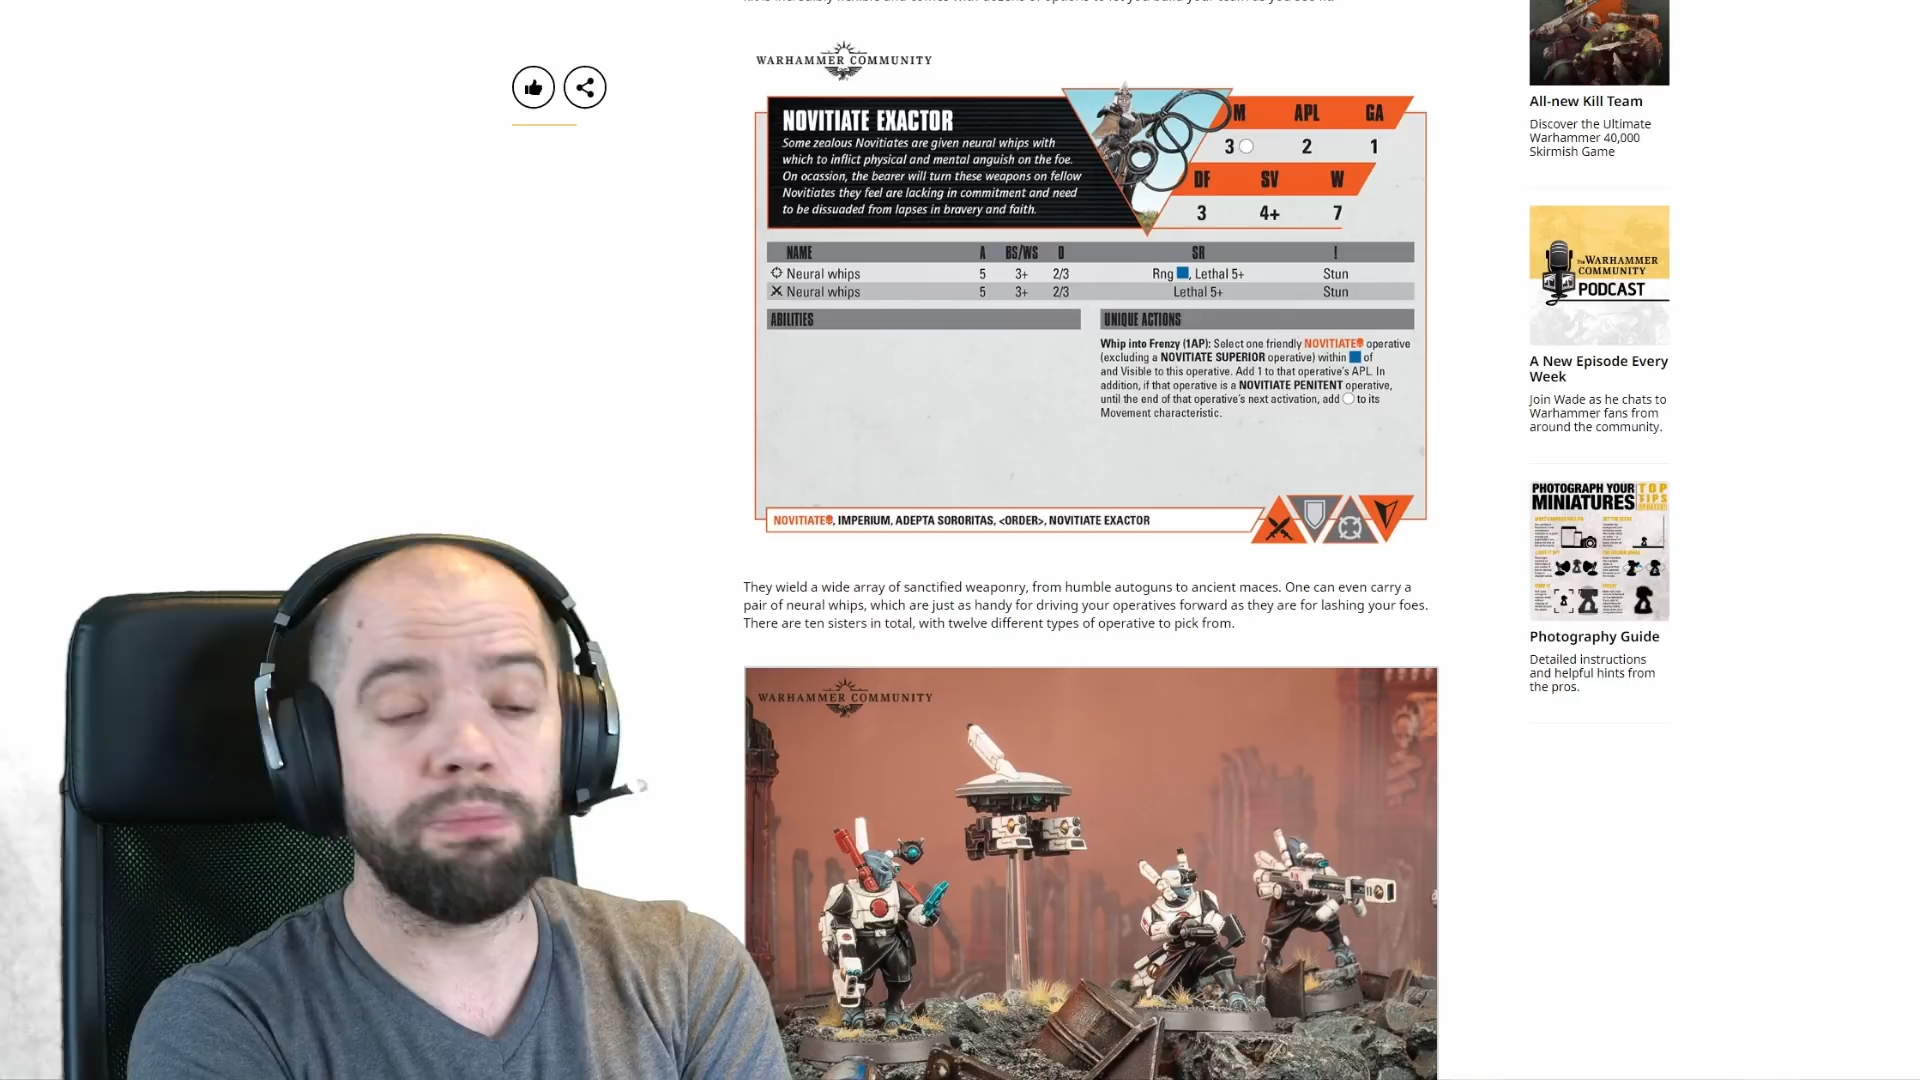 WARHAMMER COMMUNITY
NOVITIATE EXACTOR
Some zealous Novitiates are given neural whips with
which to inflict physical and mental anguish on the foe.
On ocassion, the bearer will turn these weapons on fellow
Novitiates they feel are lacking in commitment and need
to be dissuaded from lapses in bravery and faith.
M APL GA
3 2 1
DF SV W
3 4+ 7
NAME A BS/WS D SR !
Neural whips 5 3+ 2/3 Rng , Lethal 5+ Stun
Neural whips 5 3+ 2/3 Lethal 5+ Stun
ABILITIES
UNIQUE ACTIONS
Whip into Frenzy (1AP): Select one friendly NOVITIATE operative
(excluding a NOVITIATE SUPERIOR operative) within of
and Visible to this operative. Add 1 to that operative's APL. In
addition, if that operative is a NOVITIATE PENITENT operative,
until the end of that operative's next activation, add to its
Movement characteristic.
NOVITIATE, IMPERIUM, ADEPTA SORORITAS, <ORDER>, NOVITIATE EXACTOR
They wield a wide array of sanctified weaponry, from humble autoguns to ancient maces. One can even carry a
pair of neural whips, which are just as handy for driving your operatives forward as they are for lashing your foes.
There are ten sisters in total, with twelve different types of operative to pick from.
WARHAMMER COMMUNITY
All-new Kill Team
Discover the Ultimate
Warhammer 40,000
Skirmish Game
The WARHAMMER
COMMUNITY
PODCAST
A New Episode Every
Week
Join Wade as he chats to
Warhammer fans from
around the community.
PHOTOGRAPH YOUR
MINIATURES
TOP
TIPS
Photography Guide
Detailed instructions
and helpful hints from
the pros.